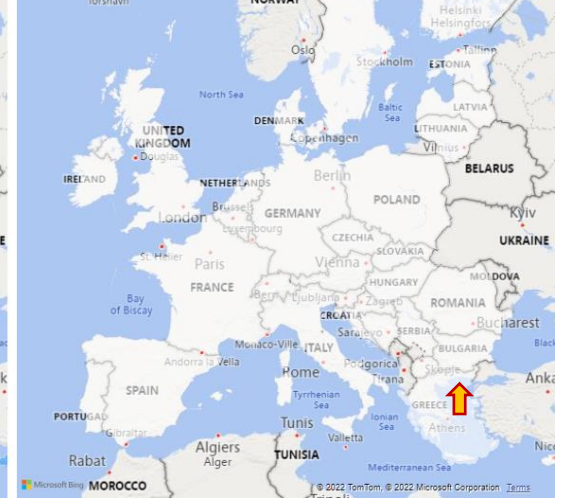 NORWAY
Helsinki
Helsingfors
Oslo
Stockholm
Tallinn
ESTONIA
North Sea
Baltic
Sea
LATVIA
DENMARK
Copenhagen
LITHUANIA
Vilnius
UNITED
KINGDOM
Douglas
BELARUS
IRELAND
NETHERLANDS
Berlin
POLAND
London
Brussels
GERMANY
Kyiv
Luxembourg
UKRAINE
CZECHIA
St. Helier
Paris
Vienna
SLOVAKIA
FRANCE
Bern
Ljubljana
HUNGARY
MOLDOVA
Zagreb
ROMANIA
Bay
of Biscay
CROATIA
Bucharest
Monaco-Ville
ITALY
Sarajevo
SERBIA
Andorra la Vella
Podgorica
BULGARIA
Rome
Skopje
Tirana
SPAIN
Tyrrhenian
Sea
GREECE
PORTUGAL
Ionian
Sea
Athens
Gibraltar
Tunis
Valletta
Algiers
Alger
Rabat
TUNISIA
Mediterranean Sea
Microsoft Bing
MOROCCO
© 2022 TomTom, © 2022 Microsoft Corporation Terms